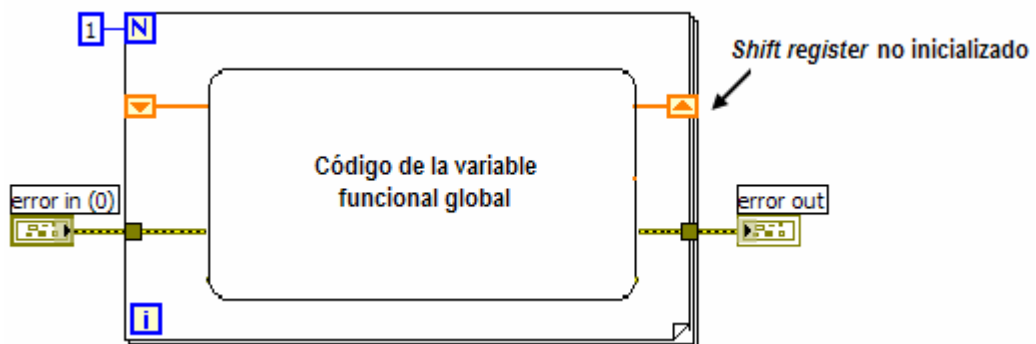 1
N
Shift register no inicializado
Código de la variable
funcional global
error in (0)
error out
i